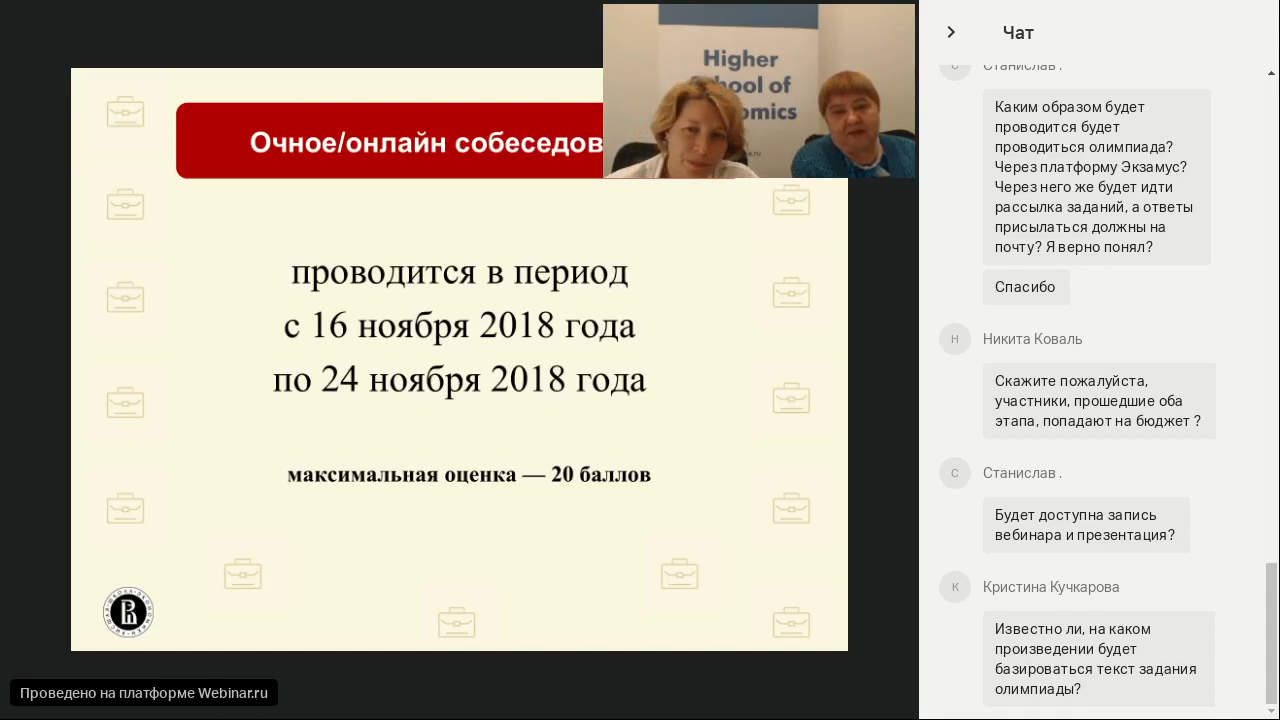 Очное/онлайн собеседов
проводится в период
с 16 ноября 2018 года
по 24 ноября 2018 года
максимальная оценка — 20 баллов
Higher
School of
nomics
Проведено на платформе Webinar.ru
Чат
С
Станислав .
Каким образом будет
проводится будет
проводиться олимпиада?
Через платформу Экзамус?
Через него же будет идти
рассылка заданий, а ответы
присылаться должны на
почту? Я верно понял?
Спасибо
Н
Никита Коваль
Скажите пожалуйста,
участники, прошедшие оба
этапа, попадают на бюджет ?
С
Станислав .
Будет доступна запись
вебинара и презентация?
К
Кристина Кучкарова
Известно ли, на каком
произведении будет
базироваться текст задания
олимпиады?